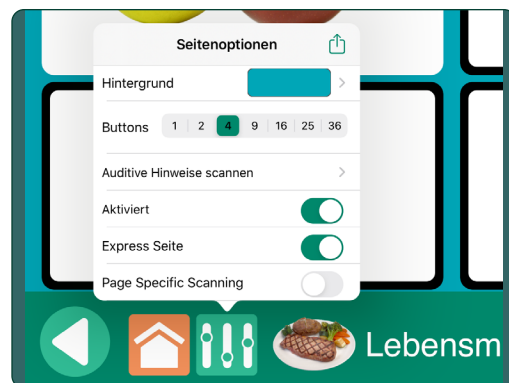 Seitenoptionen
Hintergrund
Buttons 1 2 4 9 16 25 36
Auditive Hinweise scannen
Aktiviert
Express Seite
Page Specific Scanning
Lebensm